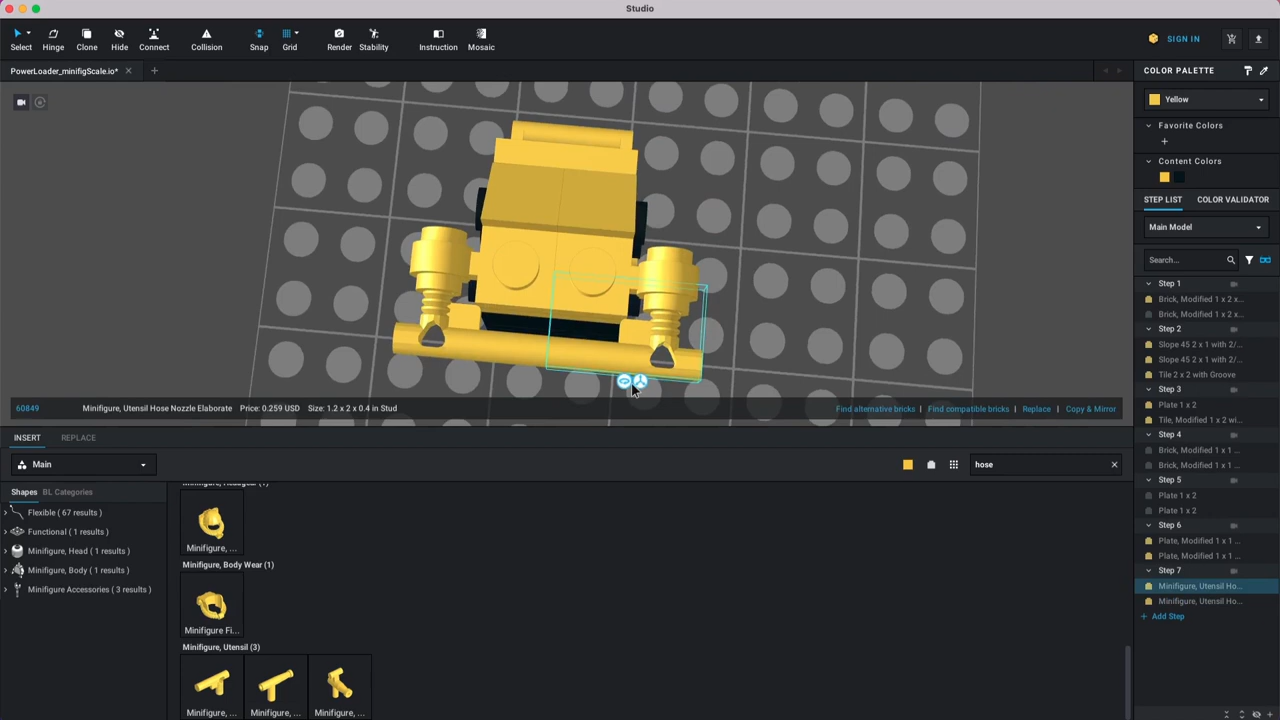 Studio
Select Hinge Clone Hide Connect Collision Snap Grid Render Stability Instruction Mosaic SIGN IN
PowerLoader_minifigScale.io*
COLOR PALETTE
Yellow
Favorite Colors
Content Colors
STEP LIST COLOR VALIDATOR
Main Model
Search...
Step 1
Brick, Modified 1 x 2 x...
Brick, Modified 1 x 2 x...
Step 2
Slope 45 2 x 1 with 2/...
Slope 45 2 x 1 with 2/...
Tile 2 x 2 with Groove
Step 3
Plate 1 x 2
Tile, Modified 1 x 2 wi...
Step 4
Brick, Modified 1 x 1 ...
Brick, Modified 1 x 1 ...
Step 5
Plate 1 x 2
Plate 1 x 2
Step 6
Plate, Modified 1 x 1 ...
Plate, Modified 1 x 1 ...
Step 7
Minifigure, Utensil Ho...
Minifigure, Utensil Ho...
Add Step
60849 Minifigure, Utensil Hose Nozzle Elaborate Price: 0.259 USD Size: 1.2 x 2 x 0.4 in Stud Find alternative bricks | Find compatible bricks | Replace | Copy & Mirror
INSERT REPLACE
Main hose
Shapes BL Categories
Flexible ( 67 results )
Functional ( 1 results )
Minifigure, Head ( 1 results )
Minifigure, Body ( 1 results )
Minifigure Accessories ( 3 results )
Minifigure, Headgear (1)
Minifigure, ...
Minifigure, Body Wear (1)
Minifigure Fi...
Minifigure, Utensil (3)
Minifigure, ... Minifigure, ... Minifigure, ...